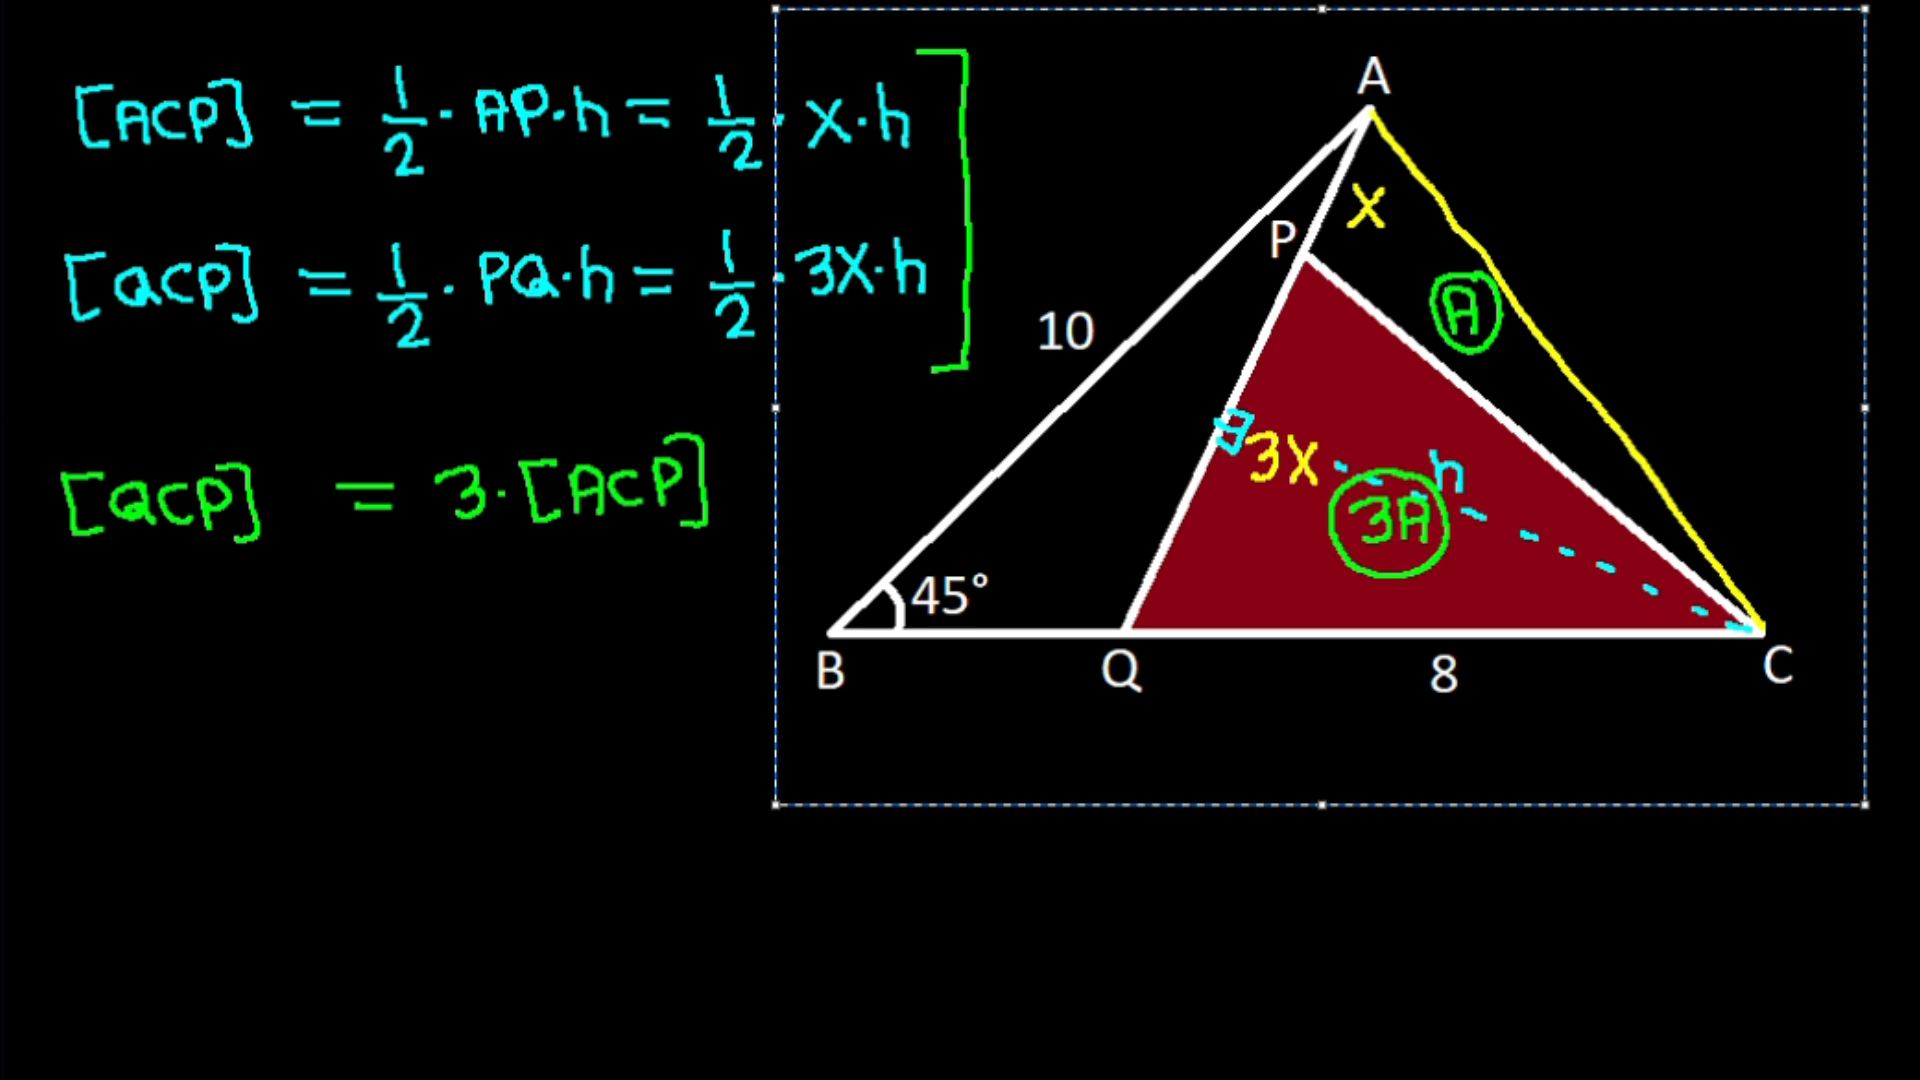 [ACP] = 1/2 · AP · h = 1/2 · X · h
[QCP] = 1/2 · PQ · h = 1/2 · 3X · h
[QCP] = 3 · [ACP]
A
X
P
A
10
3X
h
3A
45°
B
Q
8
C